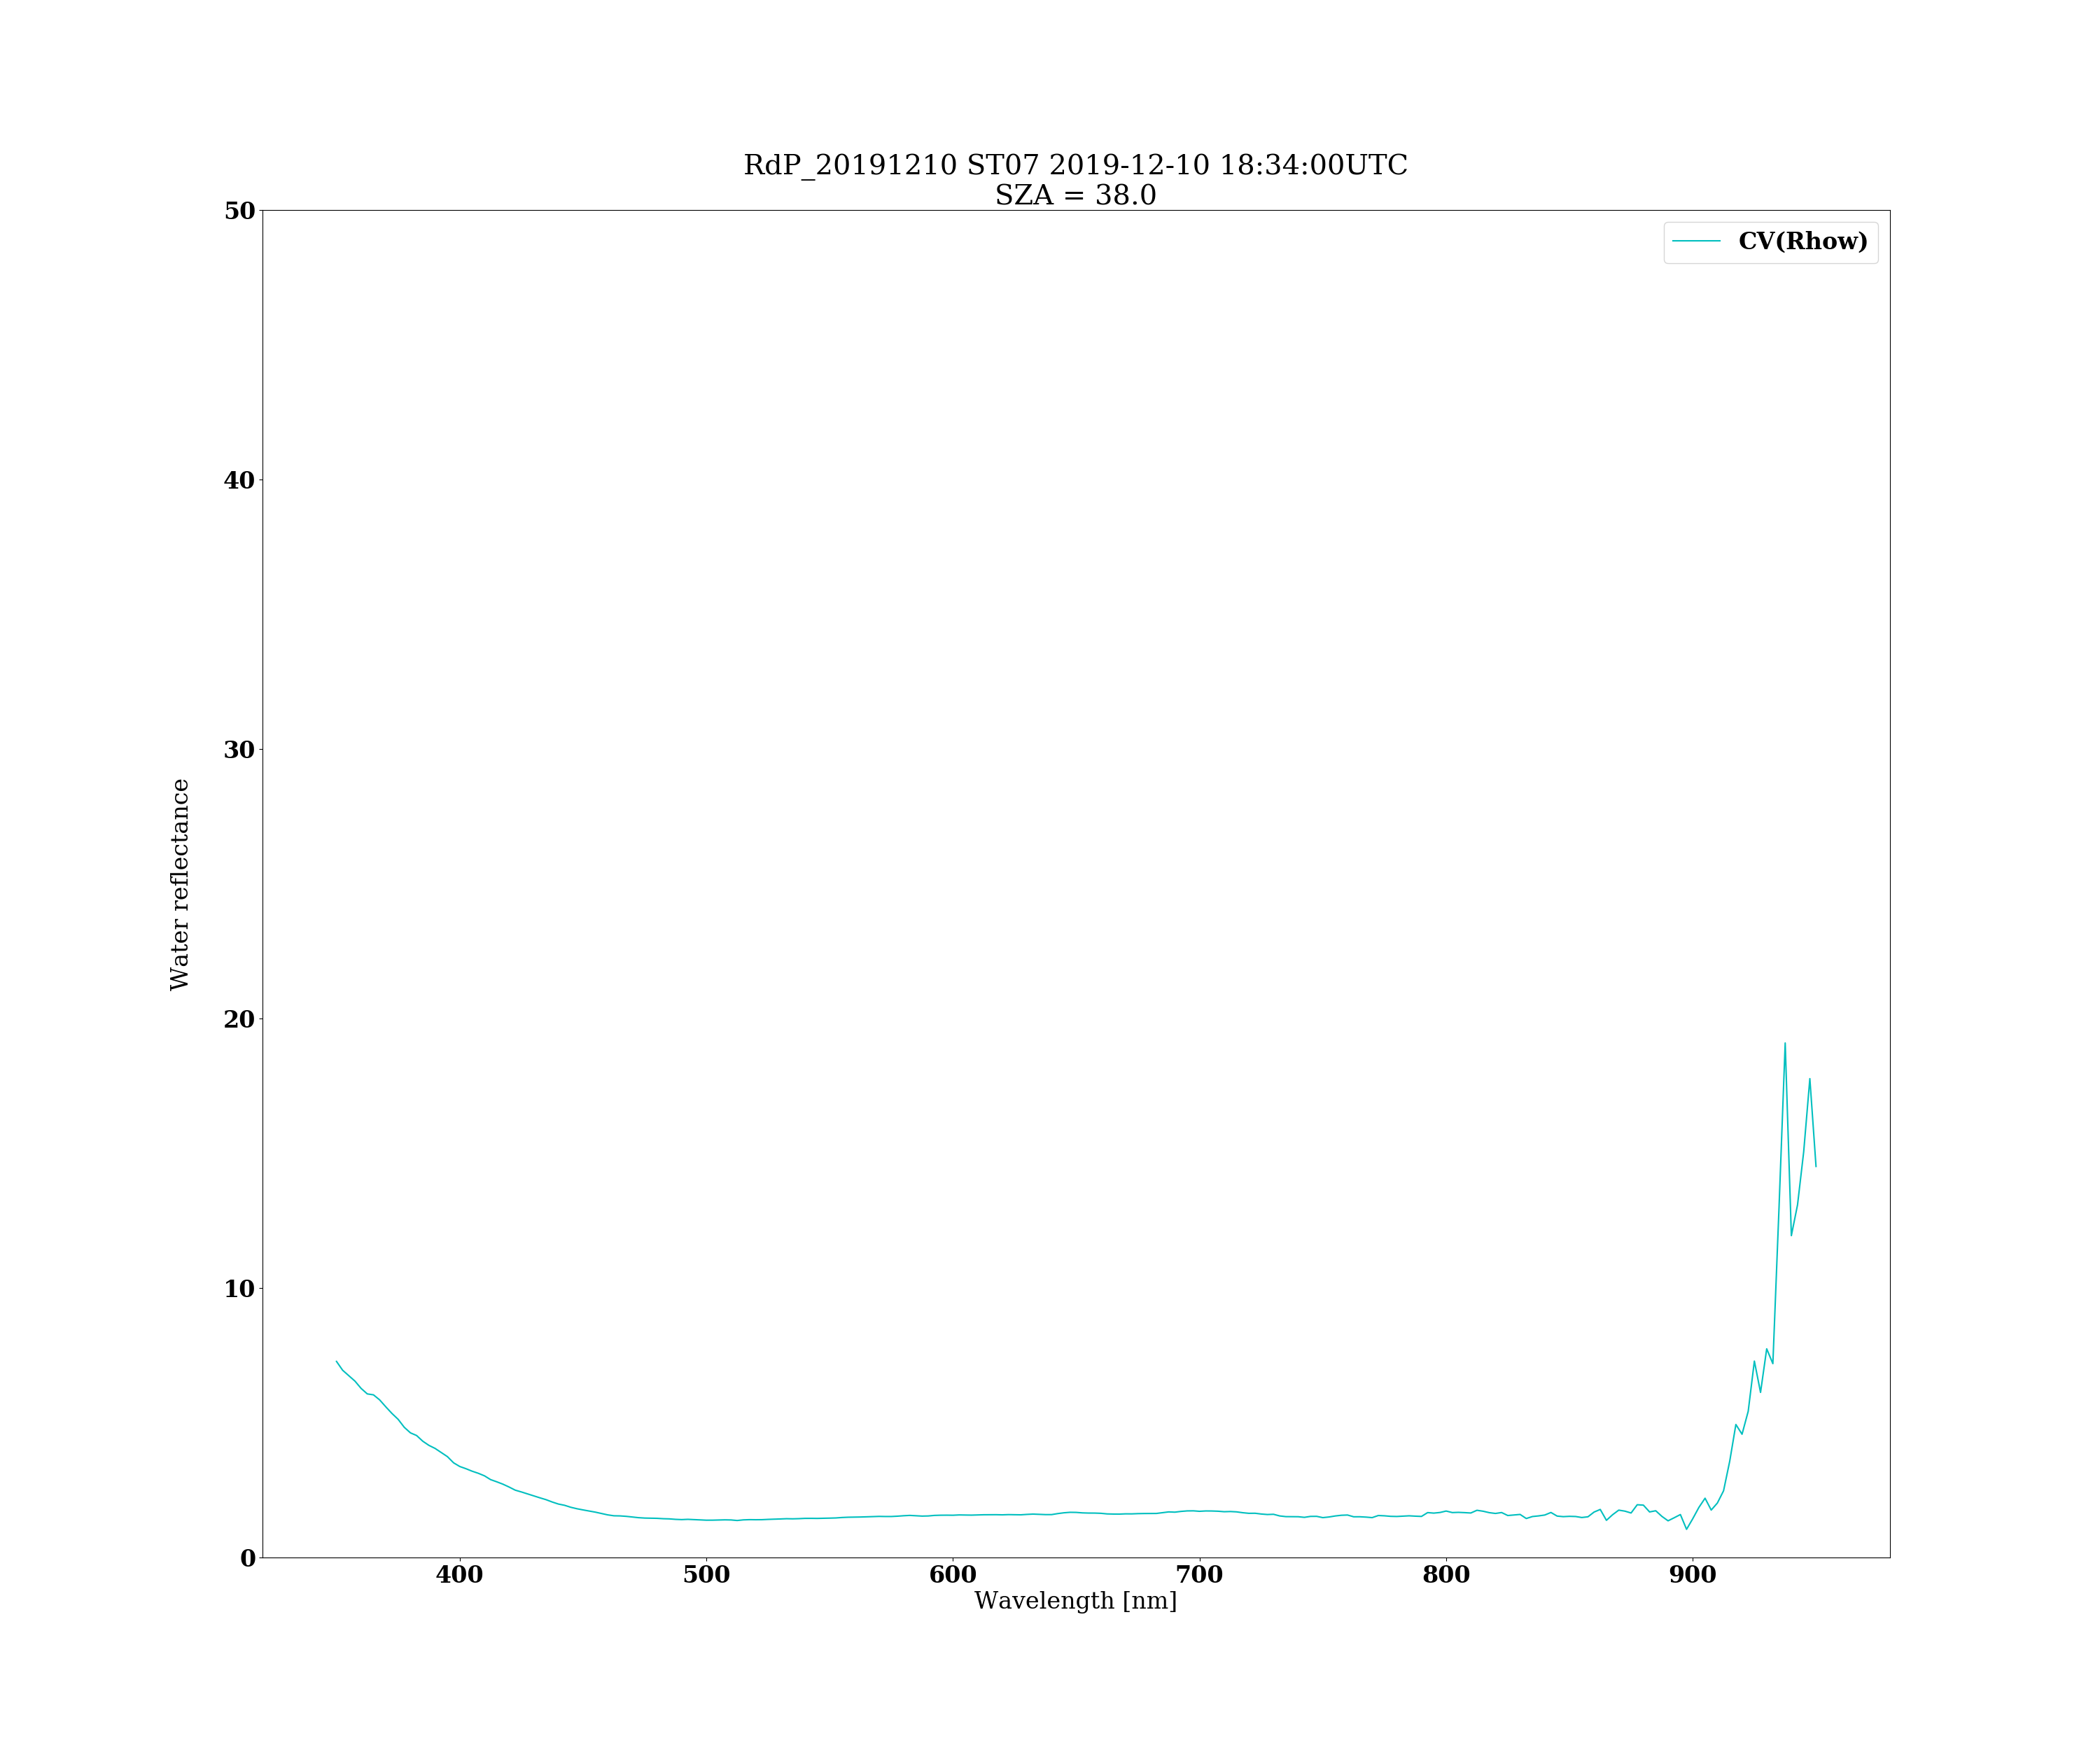 RdP_20191210 ST07 2019-12-10 18:34:00UTC
SZA = 38.0
CV(Rhow)
50
40
30
20
10
0
Water reflectance
400 500 600 700 800 900
Wavelength [nm]